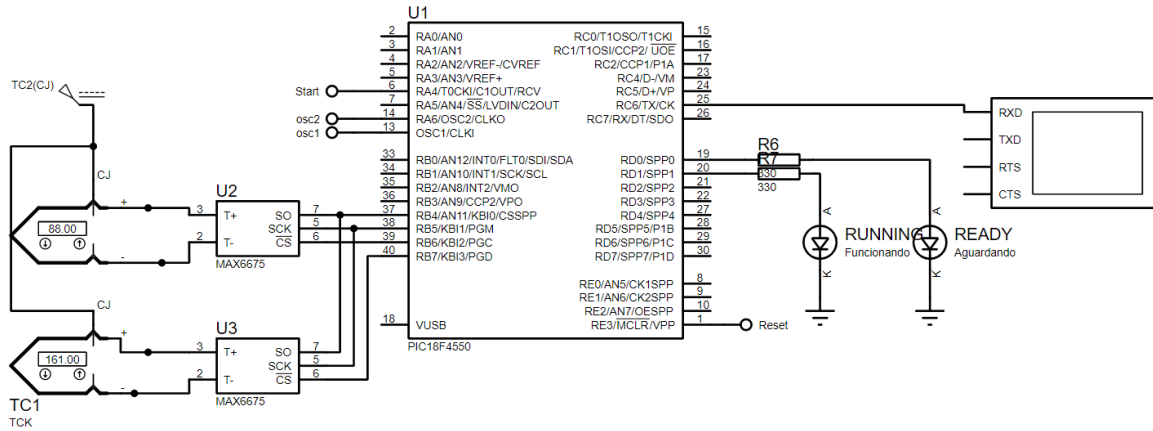 TC2(CJ)
CJ
+
88.00
-
CJ
+
161.00
-
TC1
TCK
U2
3 T+ SO 7
SCK 5
2 T- CS 6
MAX6675
U3
3 T+ SO 7
SCK 5
2 T- CS 6
MAX6675
Start
osc2
osc1
U1
2 RA0/AN0
3 RA1/AN1
4 RA2/AN2/VREF-/CVREF
5 RA3/AN3/VREF+
6 RA4/T0CKI/C1OUT/RCV
7 RA5/AN4/SS/LVDIN/C2OUT
14 RA6/OSC2/CLKO
13 OSC1/CLKI
33 RB0/AN12/INT0/FLT0/SDI/SDA
34 RB1/AN10/INT1/SCK/SCL
35 RB2/AN8/INT2/VMO
36 RB3/AN9/CCP2/VPO
37 RB4/AN11/KBI0/CSSPP
38 RB5/KBI1/PGM
39 RB6/KBI2/PGC
40 RB7/KBI3/PGD
18 VUSB
RC0/T1OSO/T1CKI 15
RC1/T1OSI/CCP2/UOE 16
RC2/CCP1/P1A 17
RC4/D-/VM 23
RC5/D+/VP 24
RC6/TX/CK 25
RC7/RX/DT/SDO 26
RD0/SPP0 19
RD1/SPP1 20
RD2/SPP2 21
RD3/SPP3 22
RD4/SPP4 27
RD5/SPP5/P1B 28
RD6/SPP6/P1C 29
RD7/SPP7/P1D 30
RE0/AN5/CK1SPP 8
RE1/AN6/CK2SPP 9
RE2/AN7/OESPP 10
RE3/MCLR/VPP 1
PIC18F4550
Reset
R6
R7
330
330
A
K
RUNNING
Funcionando
A
K
READY
Aguardando
RXD
TXD
RTS
CTS